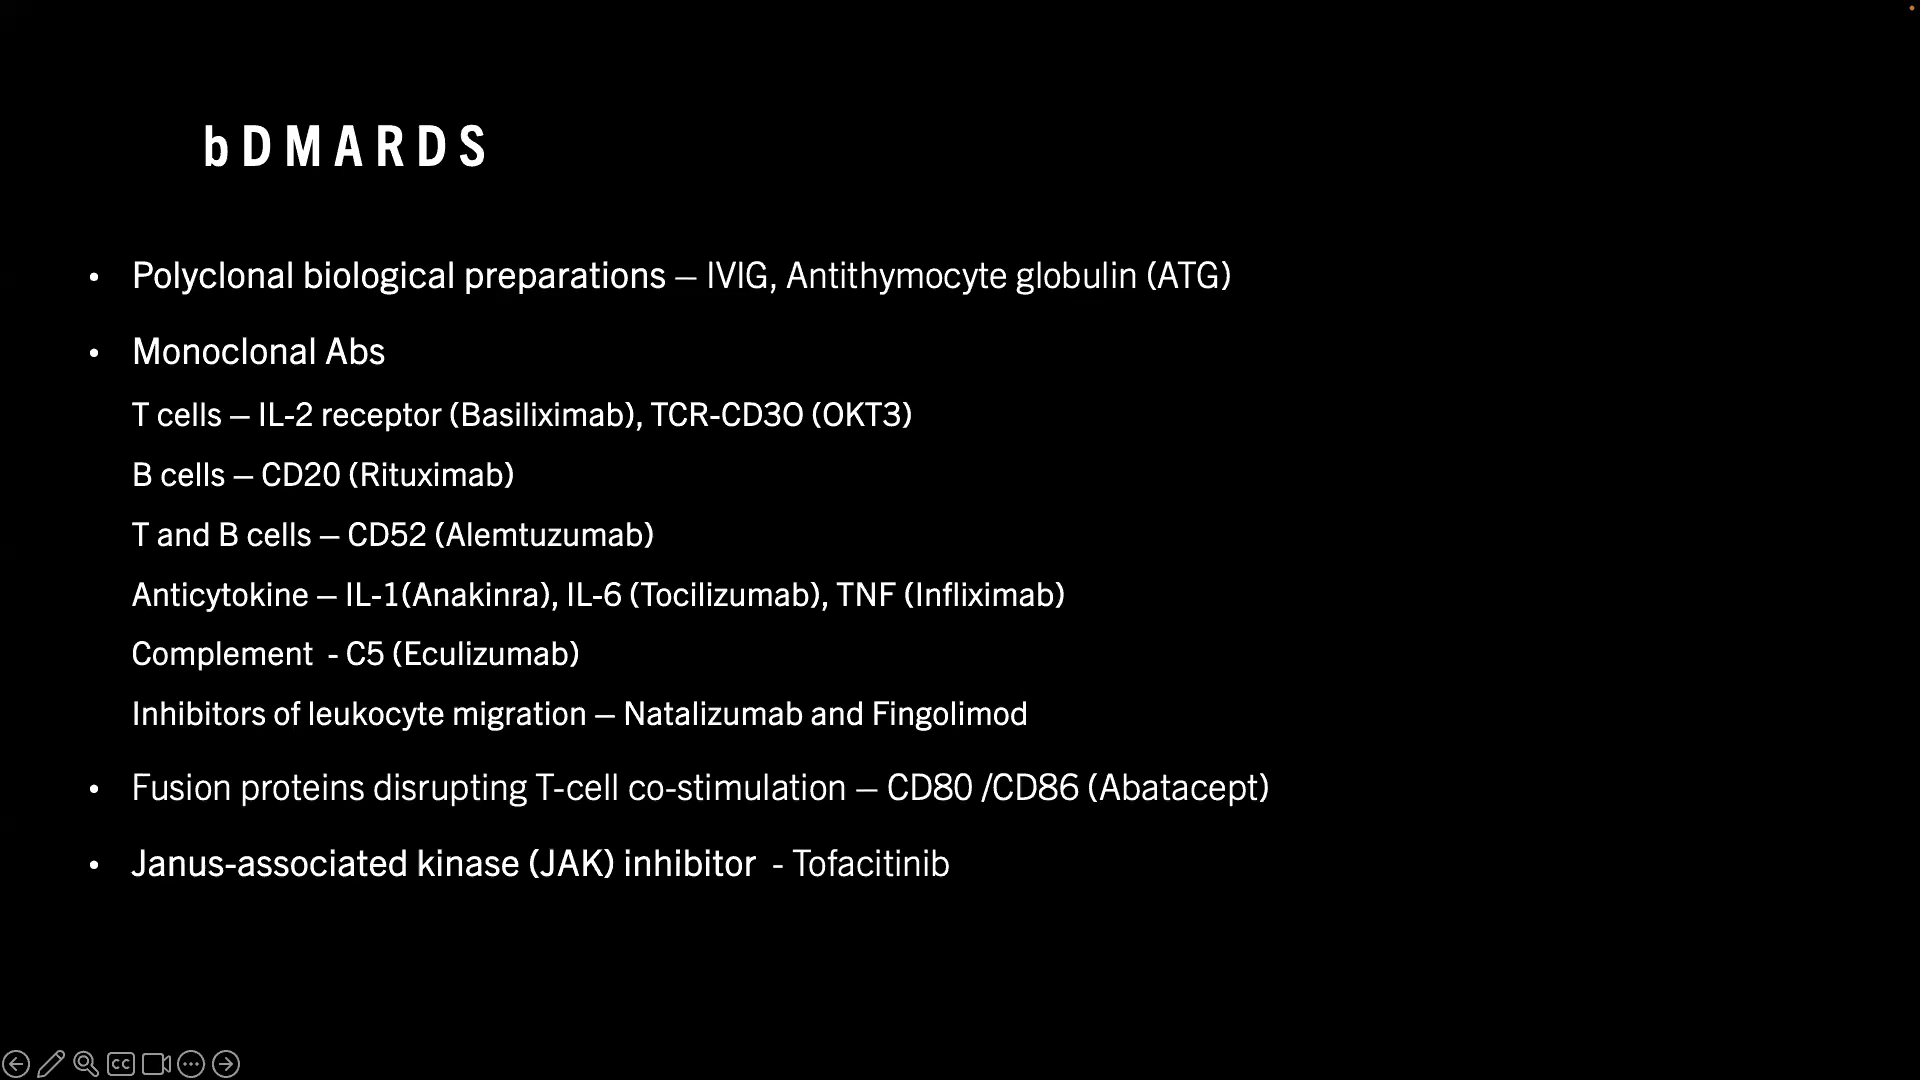 bDMARDS
• Polyclonal biological preparations – IVIG, Antithymocyte globulin (ATG)
• Monoclonal Abs
T cells – IL-2 receptor (Basiliximab), TCR-CD3O (OKT3)
B cells – CD20 (Rituximab)
T and B cells – CD52 (Alemtuzumab)
Anticytokine – IL-1(Anakinra), IL-6 (Tocilizumab), TNF (Infliximab)
Complement  - C5 (Eculizumab)
Inhibitors of leukocyte migration – Natalizumab and Fingolimod
• Fusion proteins disrupting T-cell co-stimulation – CD80 /CD86 (Abatacept)
• Janus-associated kinase (JAK) inhibitor  - Tofacitinib
CC